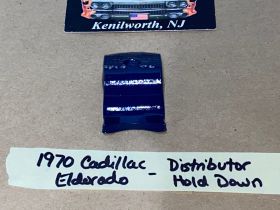 Kenilworth, NJ
1970 Cadillac - Distributor
Eldorado Hold Down